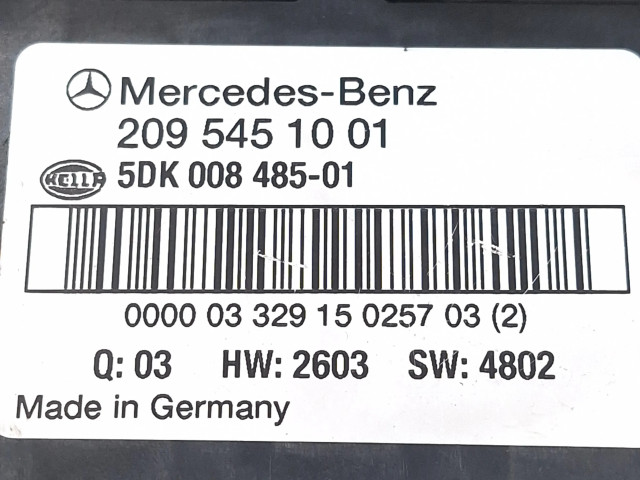 Mercedes-Benz
209 545 10 01
HELLA 5DK 008 485-01
0000 03 329 15 0257 03 (2)
Q: 03 HW: 2603 SW: 4802
Made in Germany